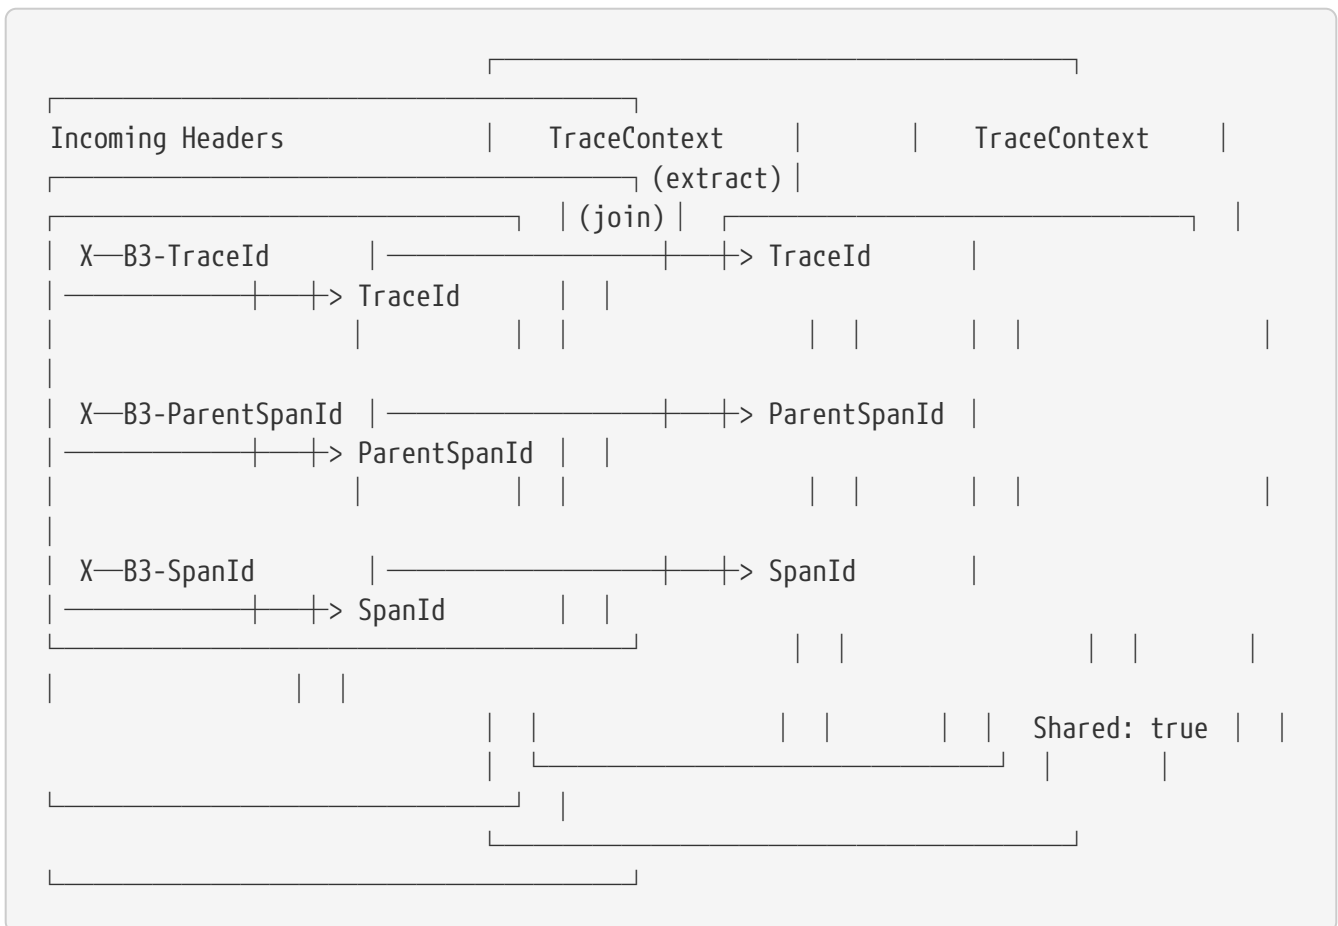 Incoming Headers │ TraceContext │ │ TraceContext │
(extract)│
│(join)│
│ X─B3-TraceId │───────────┼───┼> TraceId │
│────────┼───┼> TraceId │ │
│ X─B3-ParentSpanId │───────────┼───┼> ParentSpanId │
│────────┼───┼> ParentSpanId │ │
│ X─B3-SpanId │───────────┼───┼> SpanId │
│────────┼───┼> SpanId │ │
│ │ │ │ │ │ Shared: true │ │